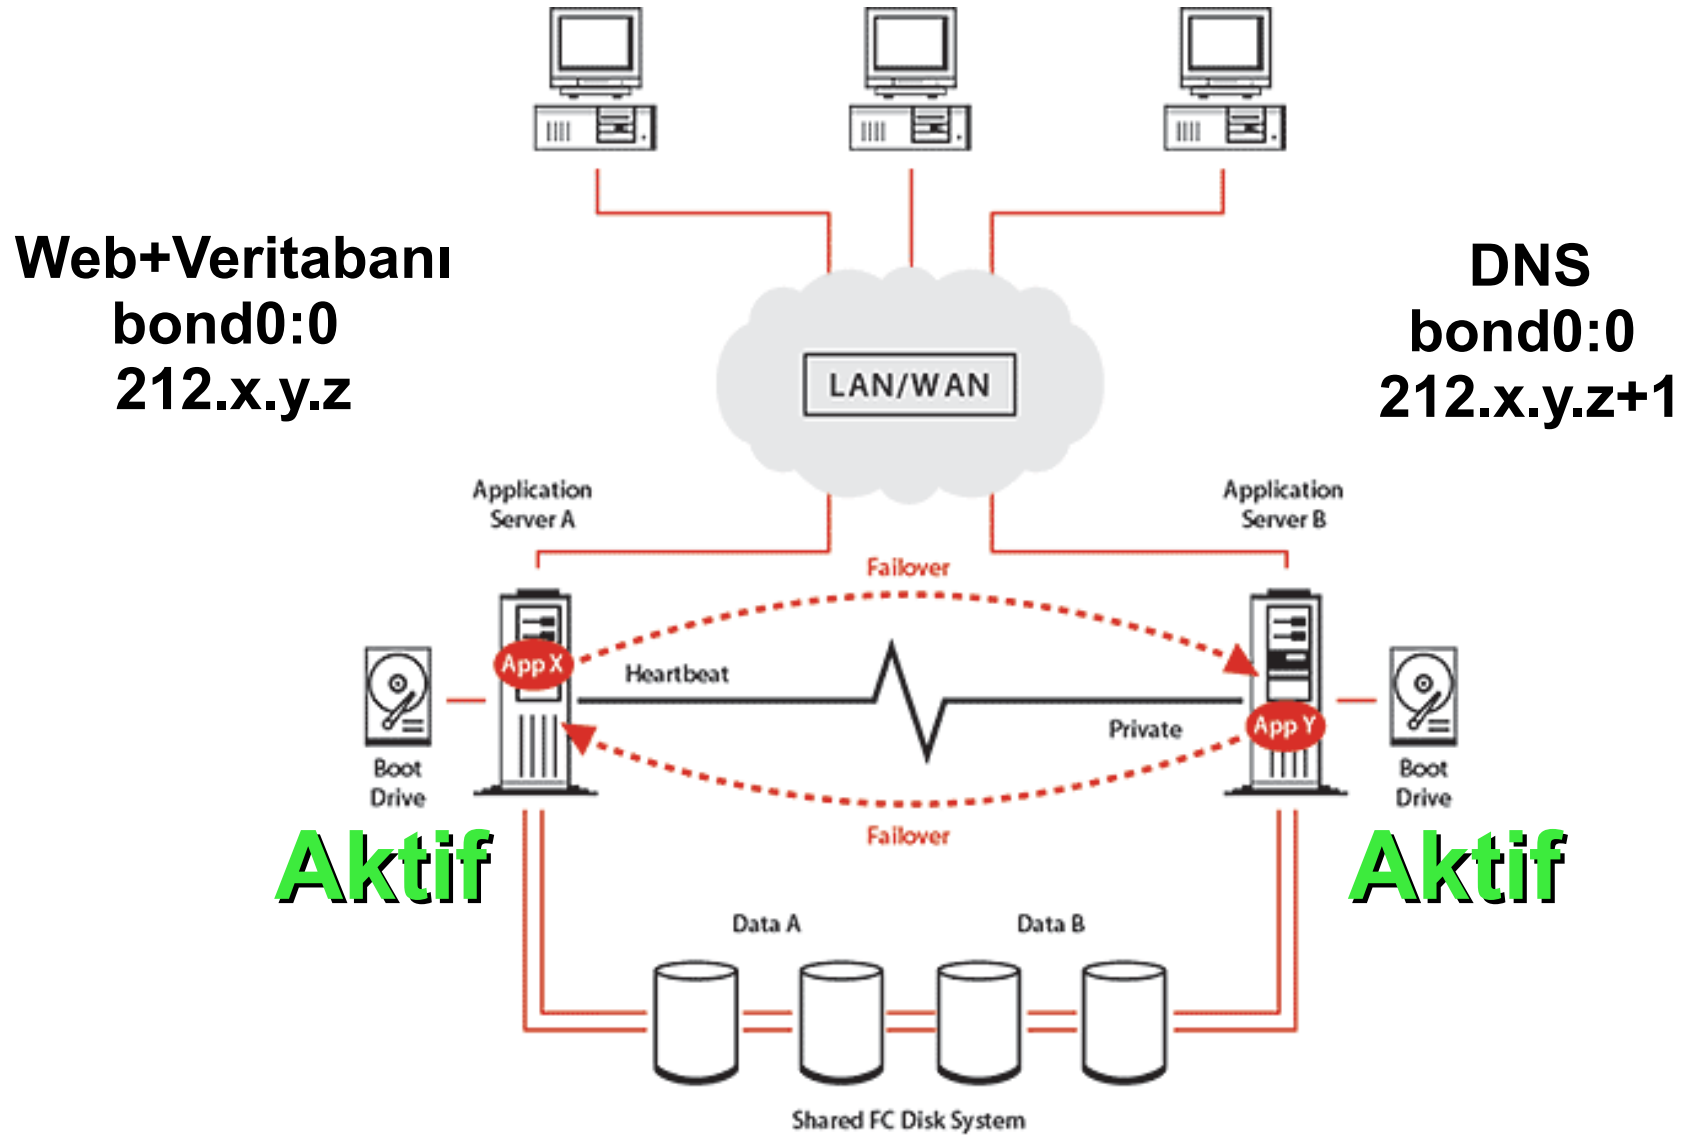 Web+Veritabanı
bond0:0
212.x.y.z
DNS
bond0:0
212.x.y.z+1
LAN/WAN
Application
Server A
Application
Server B
Failover
App X
Heartbeat
Private
App Y
Boot
Drive
Boot
Drive
Failover
Aktif
Aktif
Data A
Data B
Shared FC Disk System